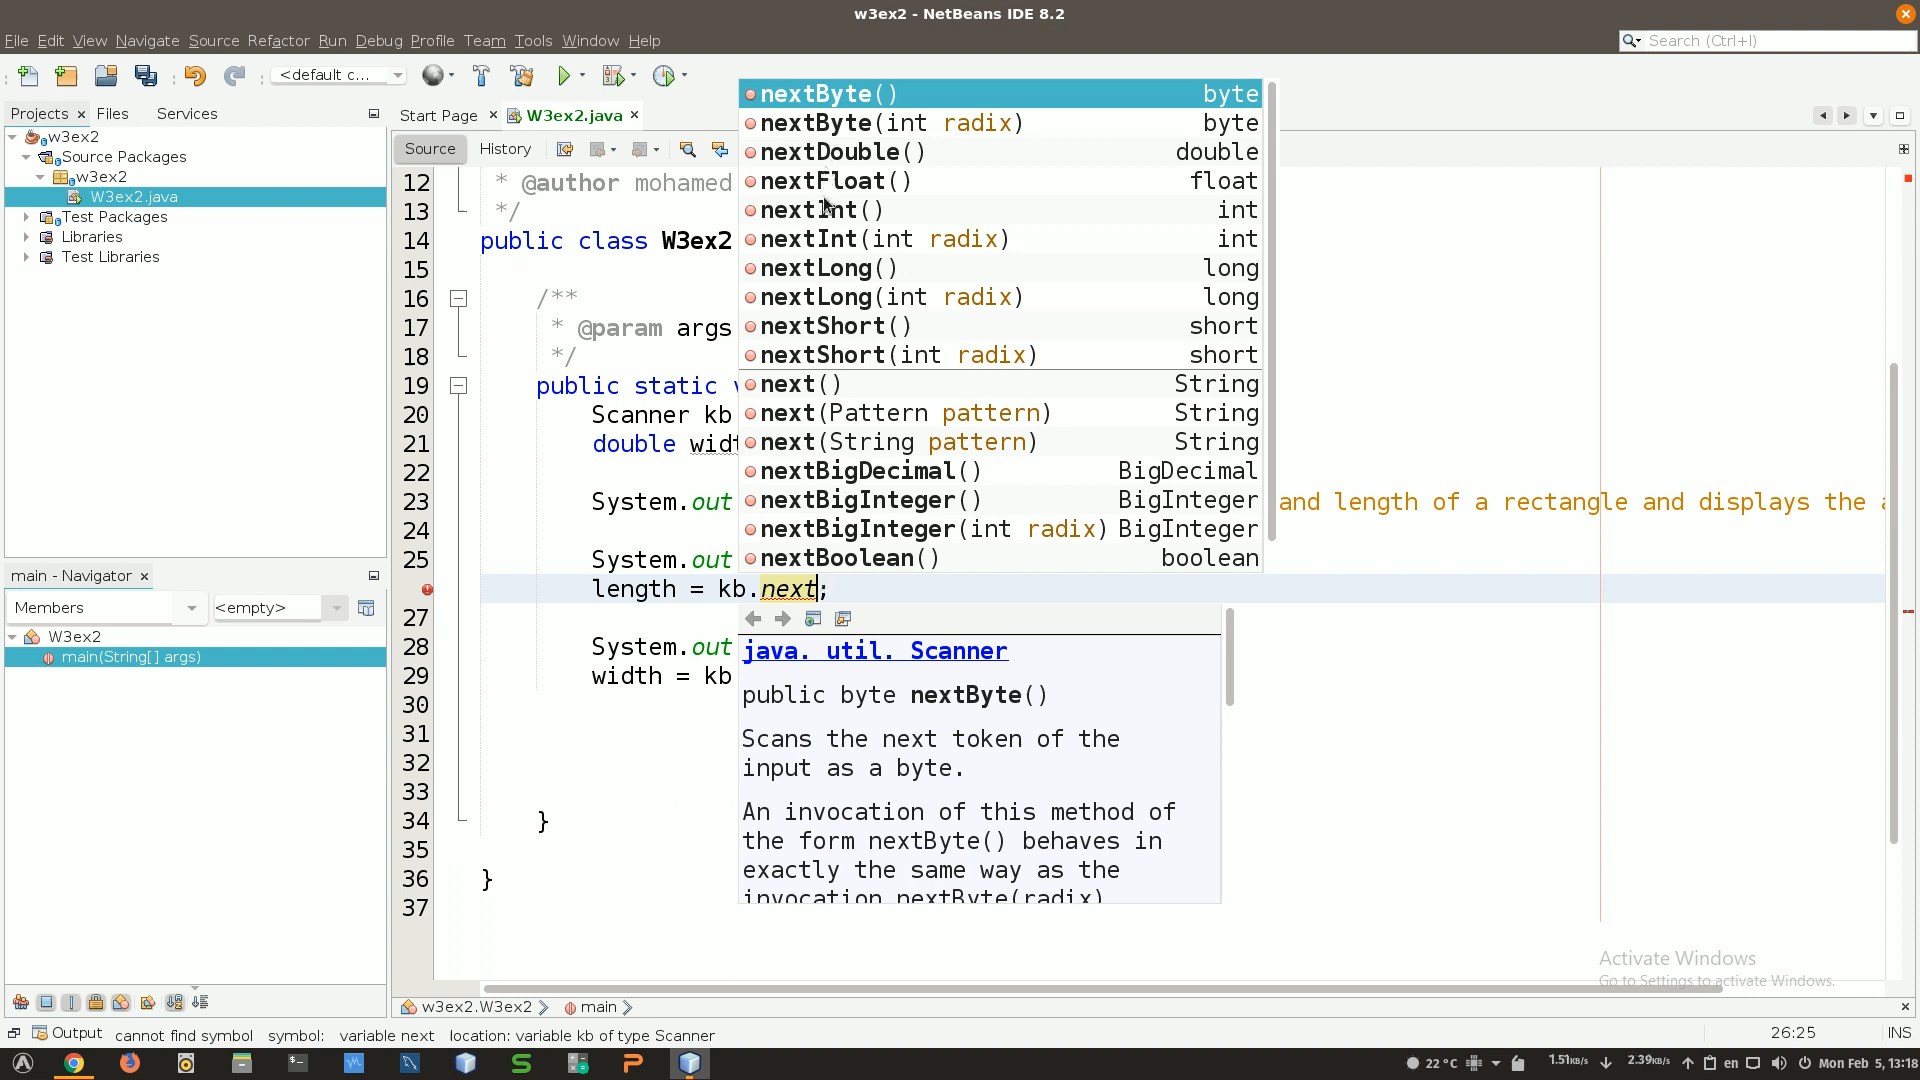 w3ex2 - NetBeans IDE 8.2
File Edit View Navigate Source Refactor Run Debug Profile Team Tools Window Help
Search (Ctrl+I)
<default c...
Projects Files Services
Start Page W3ex2.java
w3ex2
Source Packages
w3ex2
W3ex2.java
Test Packages
Libraries
Test Libraries
Source History
12 * @author mohamed
13 */
14 public class W3ex2
15
16 /**
17 * @param args
18 */
19 public static v
20 Scanner kb
21 double widt
22
23 System.out and length of a rectangle and displays the a
24
25 System.out
length = kb.next;
27
28 System.out
29 width = kb
30
31
32
33
34 }
35
36 }
37
nextByte() byte
nextByte(int radix) byte
nextDouble() double
nextFloat() float
nextInt() int
nextInt(int radix) int
nextLong() long
nextLong(int radix) long
nextShort() short
nextShort(int radix) short
next() String
next(Pattern pattern) String
next(String pattern) String
nextBigDecimal() BigDecimal
nextBigInteger() BigInteger
nextBigInteger(int radix) BigInteger
nextBoolean() boolean
java. util. Scanner
public byte nextByte()
Scans the next token of the
input as a byte.
An invocation of this method of
the form nextByte() behaves in
exactly the same way as the
invocation nextByte(radix)
main - Navigator
Members <empty>
W3ex2
main(String[] args)
Activate Windows
Go to Settings to activate Windows.
w3ex2.W3ex2 main
Output cannot find symbol symbol: variable next location: variable kb of type Scanner
26:25 INS
22 °C 1.51KB/s 2.39KB/s en Mon Feb 5, 13:18